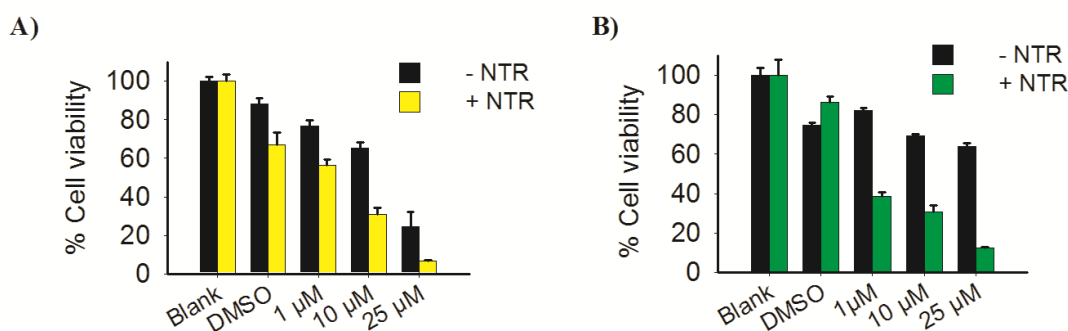 A)
% Cell viability
100
80
60
40
20
0
- NTR
+ NTR
Blank
DMSO
1 µM
10 µM
25 µM
B)
% Cell viability
100
80
60
40
20
0
- NTR
+ NTR
Blank
DMSO
1µM
10 µM
25 µM